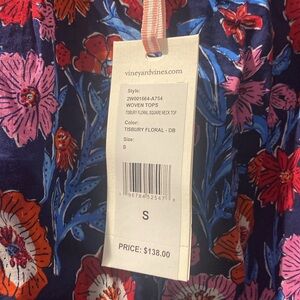 vineyardvines.com
Style:
2W001664-A754
WOVEN TOPS
TISBURY FLORAL SQUARE NECK TOP
Color:
TISBURY FLORAL - DB
Size:
S
S
PRICE: $138.00